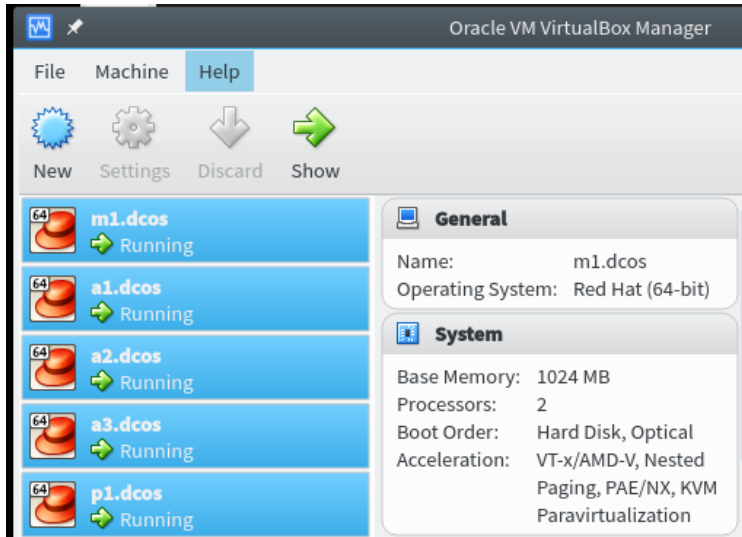 Oracle VM VirtualBox Manager
File Machine Help
New Settings Discard Show
64 m1.dcos
Running
64 a1.dcos
Running
64 a2.dcos
Running
64 a3.dcos
Running
64 p1.dcos
Running
General
Name: m1.dcos
Operating System: Red Hat (64-bit)
System
Base Memory: 1024 MB
Processors: 2
Boot Order: Hard Disk, Optical
Acceleration: VT-x/AMD-V, Nested
Paging, PAE/NX, KVM
Paravirtualization